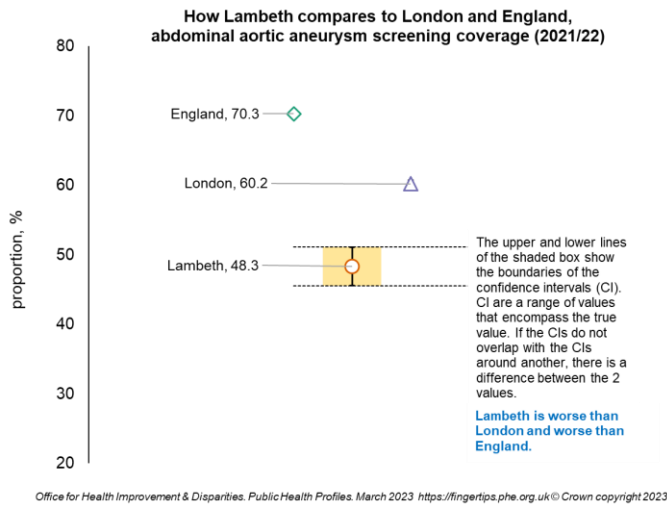 How Lambeth compares to London and England,
abdominal aortic aneurysm screening coverage (2021/22)
80
70
60
50
40
30
20
proportion, %
England, 70.3
London, 60.2
Lambeth, 48.3
The upper and lower lines
of the shaded box show
the boundaries of the
confidence intervals (CI).
CI are a range of values
that encompass the true
value. If the CIs do not
overlap with the CIs
around another, there is a
difference between the 2
values.
Lambeth is worse than
London and worse than
England.
Office for Health Improvement & Disparities. Public Health Profiles. March 2023 https://fingertips.phe.org.uk © Crown copyright 2023